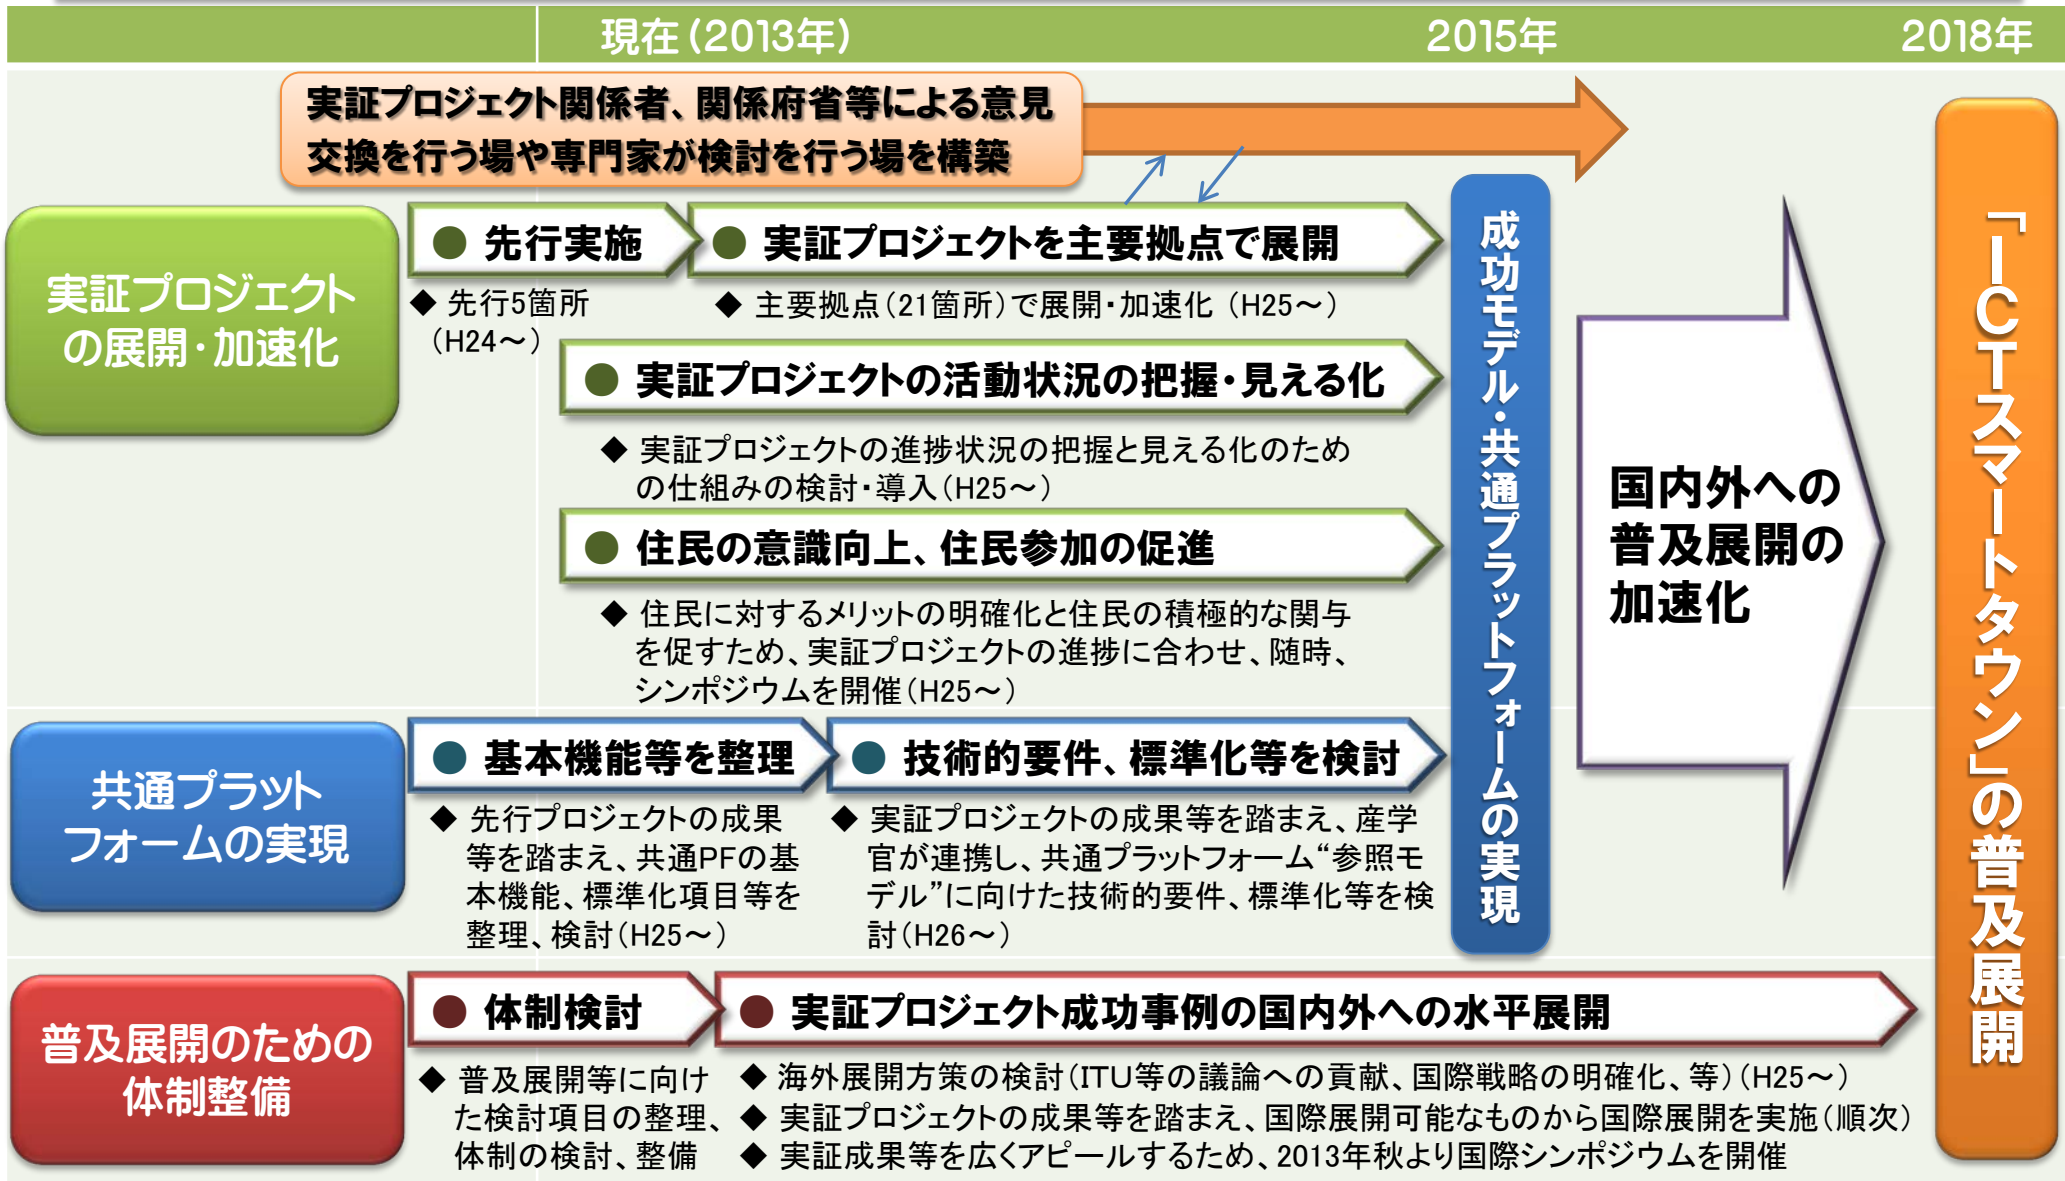 現在（2013年）
2015年
2018年
実証プロジェクト関係者、関係府省等による意見
交換を行う場や専門家が検討を行う場を構築
実証プロジェクト
の展開・加速化
● 先行実施
◆ 先行5箇所
（H24～）
● 実証プロジェクトを主要拠点で展開
◆ 主要拠点（21箇所）で展開・加速化（H25～）
● 実証プロジェクトの活動状況の把握・見える化
◆ 実証プロジェクトの進捗状況の把握と見える化のため
の仕組みの検討・導入（H25～）
● 住民の意識向上、住民参加の促進
◆ 住民に対するメリットの明確化と住民の積極的な関与
を促すため、実証プロジェクトの進捗に合わせ、随時、
シンポジウムを開催（H25～）
共通プラット
フォームの実現
● 基本機能等を整理
◆ 先行プロジェクトの成果
等を踏まえ、共通PFの基
本機能、標準化項目等を
整理、検討（H25～）
● 技術的要件、標準化等を検討
◆ 実証プロジェクトの成果等を踏まえ、産学
官が連携し、共通プラットフォーム“参照モ
デル”に向けた技術的要件、標準化等を検
討（H26～）
普及展開のための
体制整備
● 体制検討
◆ 普及展開等に向け
た検討項目の整理、
体制の検討、整備
● 実証プロジェクト成功事例の国内外への水平展開
◆ 海外展開方策の検討（ITU等の議論への貢献、国際戦略の明確化、等）（H25～）
◆ 実証プロジェクトの成果等を踏まえ、国際展開可能なものから国際展開を実施（順次）
◆ 実証成果等を広くアピールするため、2013年秋より国際シンポジウムを開催
成功モデル・共通プラットフォームの実現
国内外への
普及展開の
加速化
「ICTスマートタウン」の普及展開